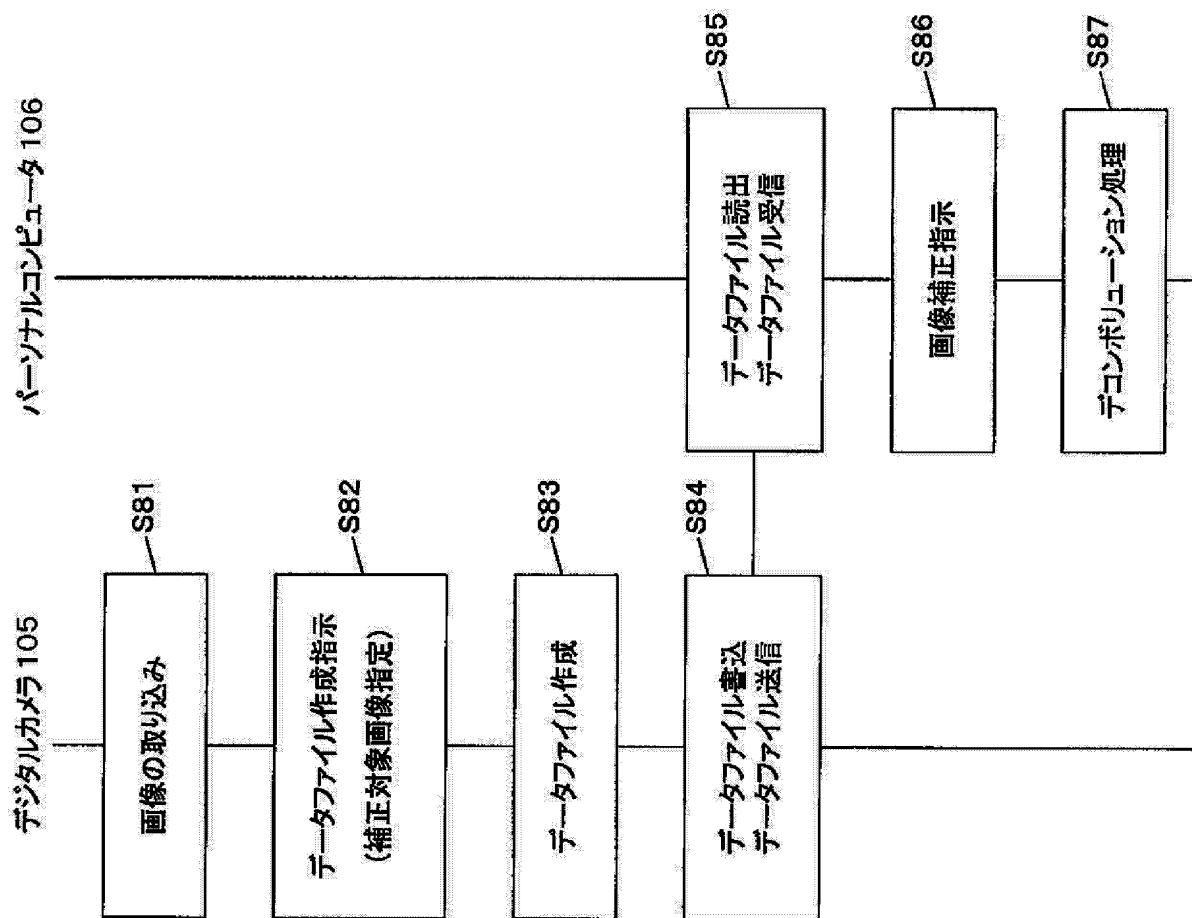 デジタルカメラ 105
パーソナルコンピュータ 106
画像の取り込み
S81
データファイル作成指示
(補正対象画像指定)
S82
データファイル作成
S83
データファイル書込
データファイル送信
S84
データファイル読出
データファイル受信
S85
画像補正指示
S86
デコンボリューション処理
S87